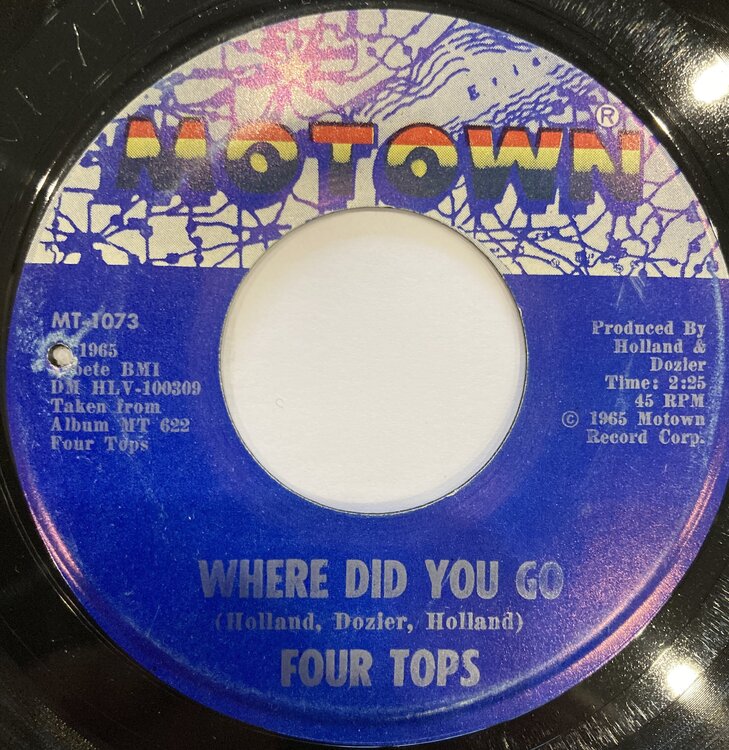 Erie
MOTOWN®
MT-1073
1965
BMI
DM HLV-100309
Taken from
Album MT 622
Four Tops
Produced By
Holland &
Dozier
Time: 2:25
45 RPM
© 1965 Motown
Record Corp.
WHERE DID YOU GO
(Holland, Dozier, Holland)
FOUR TOPS